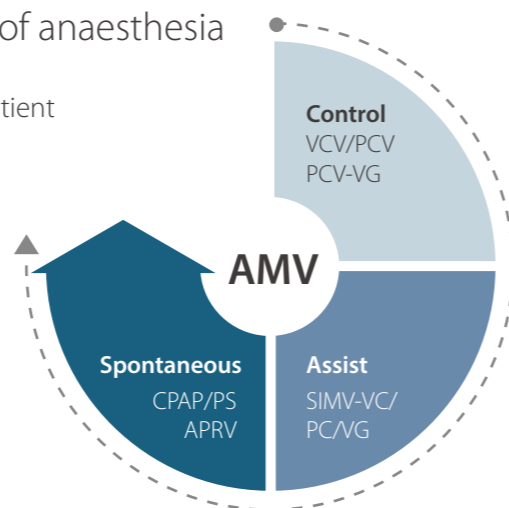 of anaesthesia
tient
Control
VCV/PCV
PCV-VG
AMV
Spontaneous
CPAP/PS
APRV
Assist
SIMV-VC/
PC/VG